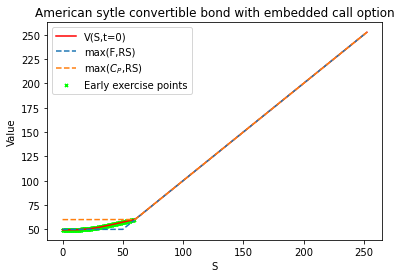 American sytle convertible bond with embedded call option
V(S,t=0)
max(F,RS)
max(C_P,RS)
Early exercise points
Value
250
225
200
175
150
125
100
75
50
0 50 100 150 200 250
S